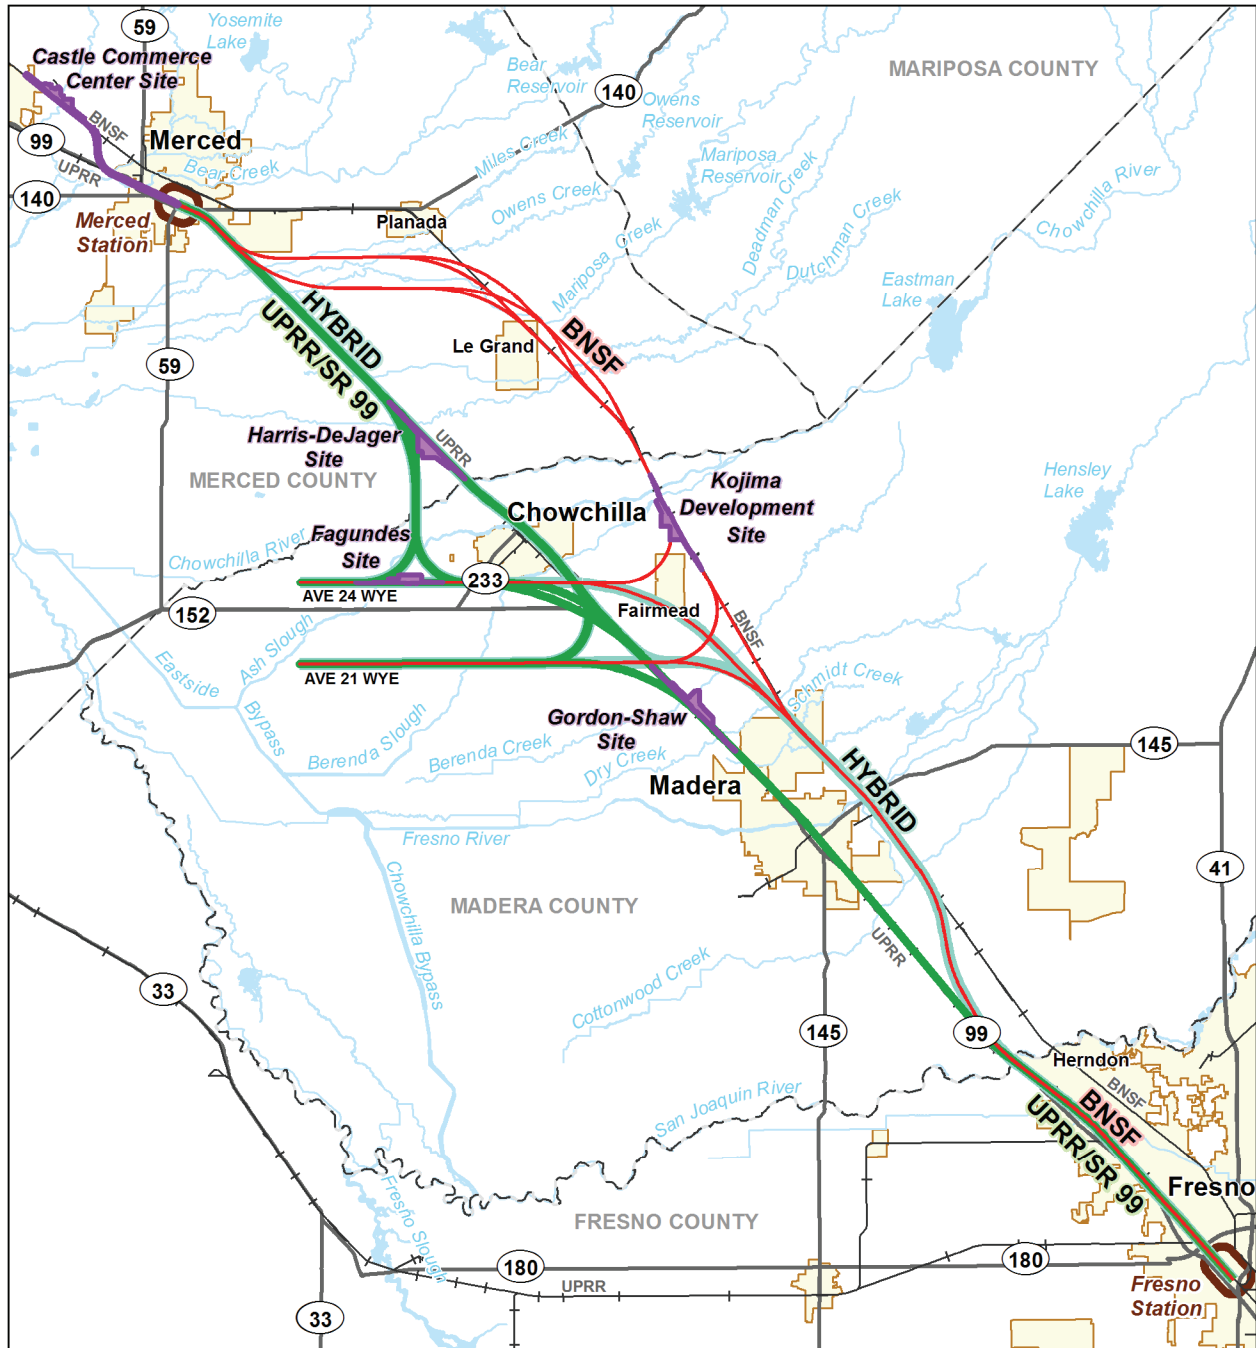 59
Yosemite
Lake
Castle Commerce
Center Site
Bear
Reservoir
MARIPOSA COUNTY
140
Owens
Reservoir
99
BNSF
Merced
UPRR
Bear Creek
Miles Creek
Mariposa
Reservoir
Deadman Creek
Chowchilla River
140
Merced
Station
Owens Creek
Planada
Dutchman Creek
Mariposa Creek
Eastman
Lake
HYBRID
UPRR/SR 99
BNSF
Le Grand
59
Harris-DeJager
Site
UPRR
MERCED COUNTY
Kojima
Development
Site
Hensley
Lake
Chowchilla
Fagundes
Site
Chowchilla River
233
AVE 24 WYE
152
Fairmead
BNSF
Ash Slough
Eastside
Bypass
AVE 21 WYE
Schmidt Creek
Gordon-Shaw
Site
Berenda Slough
Berenda Creek
Dry Creek
145
HYBRID
Madera
Fresno River
41
Chowchilla Bypass
MADERA COUNTY
UPRR
Cottonwood Creek
33
145
99
Herndon
BNSF
San Joaquin River
BNSF
UPRR/SR 99
Fresno
Fresno Slough
FRESNO COUNTY
180
180
UPRR
Fresno
Station
33